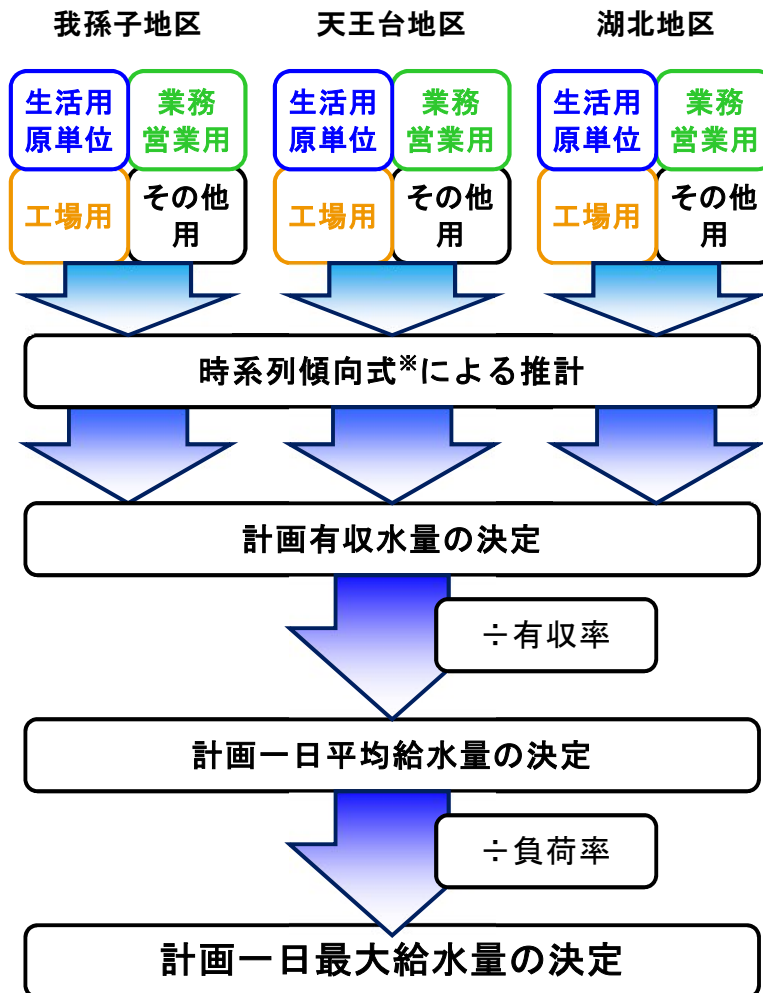 我孫子地区
天王台地区
湖北地区
生活用
原単位
業務
営業用
工場用
その他
用
生活用
原単位
業務
営業用
工場用
その他
用
生活用
原単位
業務
営業用
工場用
その他
用
時系列傾向式※による推計
計画有収水量の決定
÷有収率
計画一日平均給水量の決定
÷負荷率
計画一日最大給水量の決定